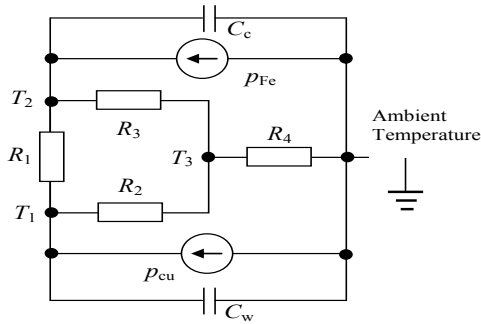 C_c
p_Fe
T_2
R_3
R_4
Ambient
Temperature
R_1
T_3
R_2
T_1
p_cu
C_w